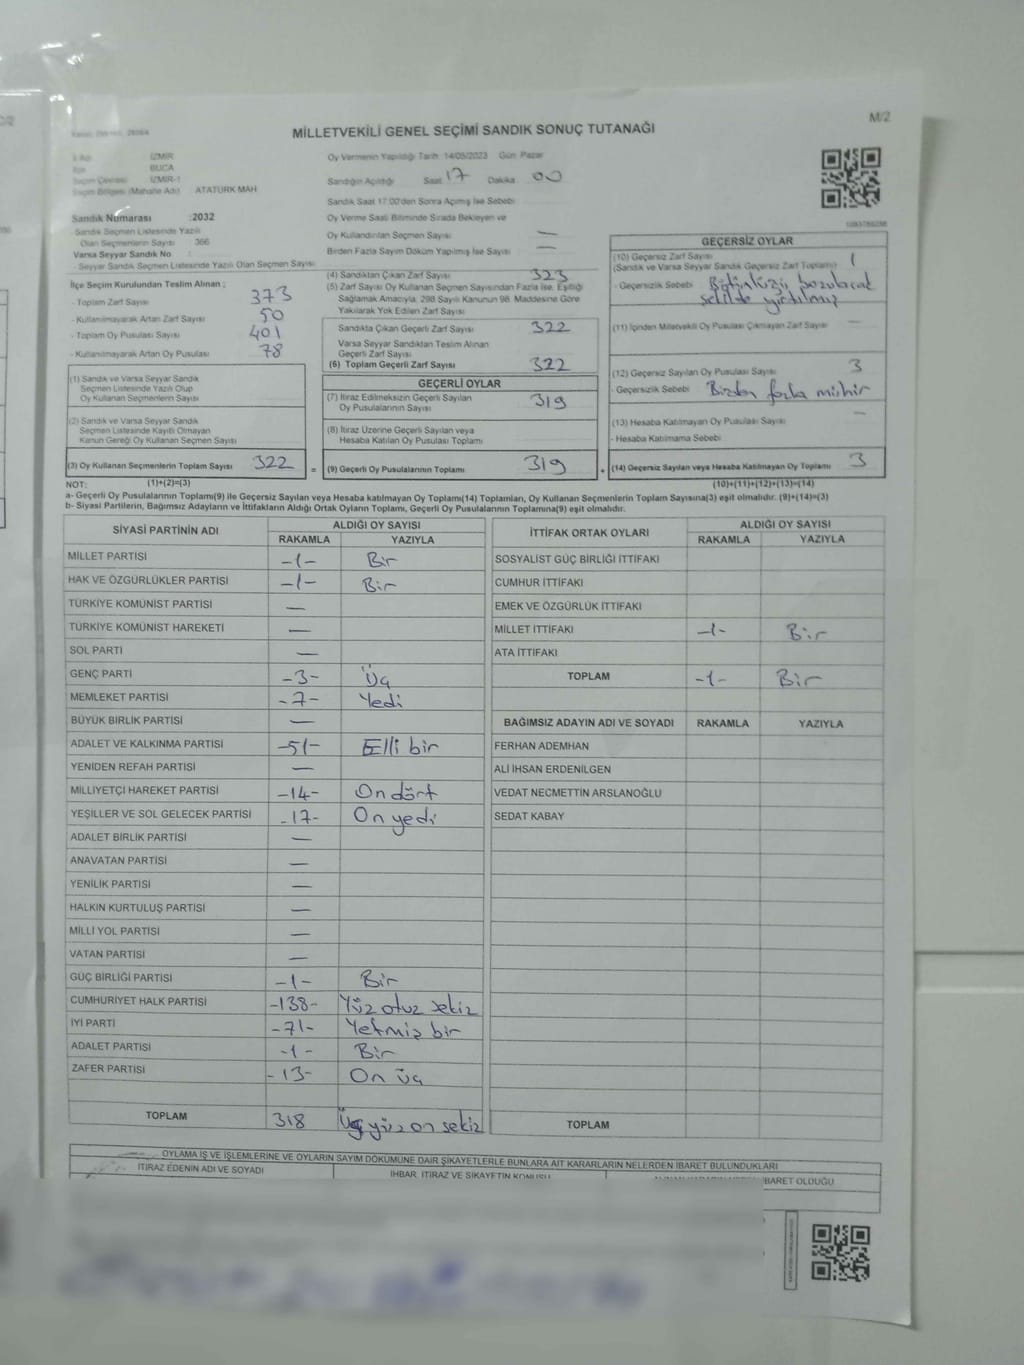 M/2
MİLLETVEKİLİ GENEL SEÇİMİ SANDIK SONUÇ TUTANAĞI
İZMİR
BUCA
Seçim Çevresi İZMİR-1
Seçim Bölgesi (Mahalle Adı) ATATÜRK MAH
Sandık Numarası :2032
Sandık Seçmen Listesinde Yazılı
Olan Seçmenlerin Sayısı 366
Varsa Seyyar Sandık No :
- Seyyar Sandık Seçmen Listesinde Yazılı Olan Seçmen Sayısı
Oy Vermenin Yapıldığı Tarih 14/05/2023 Gün Pazar
Sandığın Açıldığı Saat 17 Dakika 00
Sandık Saat 17:00'den Sonra Açımış İse Sebebi
Oy Verme Saati Bitiminde Sırada Bekleyen ve
Oy Kullandırılan Seçmen Sayısı —
Birden Fazla Sayım Döküm Yapılmış İse Sayısı —
İlçe Seçim Kurulundan Teslim Alınan :
- Toplam Zarf Sayısı 373
- Kullanılmayarak Artan Zarf Sayısı 50
- Toplam Oy Pusulası Sayısı 401
- Kullanılmayarak Artan Oy Pusulası 78
(4) Sandıktan Çıkan Zarf Sayısı 323
(5) Zarf Sayısı Oy Kullanan Seçmen Sayısından Fazla İse, Eşitliği
Sağlamak Amacıyla, 298 Sayılı Kanunun 98. Maddesine Göre
Yakılarak Yok Edilen Zarf Sayısı
Sandıkta Çıkan Geçerli Zarf Sayısı 322
Varsa Seyyar Sandıktan Teslim Alınan
Geçerli Zarf Sayısı
(6) Toplam Geçerli Zarf Sayısı 322
GEÇERSİZ OYLAR
(10) Geçersiz Zarf Sayısı 1
(Sandık ve Varsa Seyyar Sandık Geçersiz Zarf Toplamı)
- Geçersizlik Sebebi Bütünlüğü bozulacak
şekilde yırtılmış
(11) İçinden Milletvekili Oy Pusulası Çıkmayan Zarf Sayısı —
(12) Geçersiz Sayılan Oy Pusulası Sayısı 3
- Geçersizlik Sebebi Birden fazla mühür
(13) Hesaba Katılmayan Oy Pusulası Sayısı —
- Hesaba Katılmama Sebebi
(14) Geçersiz Sayılan veya Hesaba Katılmayan Oy Toplamı 3
(1) Sandık ve Varsa Seyyar Sandık
Seçmen Listesinde Yazılı Olup
Oy Kullanan Seçmenlerin Sayısı
(2) Sandık ve Varsa Seyyar Sandık
Seçmen Listesinde Kayıtlı Olmayan
Kanun Gereği Oy Kullanan Seçmen Sayısı
(3) Oy Kullanan Seçmenlerin Toplam Sayısı 322 =
GEÇERLİ OYLAR
(7) İtiraz Edilmeksizin Geçerli Sayılan
Oy Pusulalarının Sayısı 319
(8) İtiraz Üzerine Geçerli Sayılan veya
Hesaba Katılan Oy Pusulası Toplamı
(9) Geçerli Oy Pusulalarının Toplamı 319 +
NOT: (1)+(2)=(3) (10)+(11)+(12)+(13)=(14)
a- Geçerli Oy Pusulalarının Toplamı(9) ile Geçersiz Sayılan veya Hesaba katılmayan Oy Toplamı(14) Toplamları, Oy Kullanan Seçmenlerin Toplam Sayısına(3) eşit olmalıdır. (9)+(14)=(3)
b- Siyasi Partilerin, Bağımsız Adayların ve İttifakların Aldığı Ortak Oyların Toplamı, Geçerli Oy Pusulalarının Toplamına(9) eşit olmalıdır.
SİYASİ PARTİNİN ADI ALDIĞI OY SAYISI
RAKAMLA YAZIYLA
MİLLET PARTİSİ -1- Bir
HAK VE ÖZGÜRLÜKLER PARTİSİ -1- Bir
TÜRKİYE KOMÜNİST PARTİSİ —
TÜRKİYE KOMÜNİST HAREKETİ —
SOL PARTİ —
GENÇ PARTİ -3- Üç
MEMLEKET PARTİSİ -7- Yedi
BÜYÜK BİRLİK PARTİSİ —
ADALET VE KALKINMA PARTİSİ -51- Elli bir
YENİDEN REFAH PARTİSİ —
MİLLİYETÇİ HAREKET PARTİSİ -14- On dört
YEŞİLLER VE SOL GELECEK PARTİSİ -17- On yedi
ADALET BİRLİK PARTİSİ —
ANAVATAN PARTİSİ —
YENİLİK PARTİSİ —
HALKIN KURTULUŞ PARTİSİ —
MİLLİ YOL PARTİSİ —
VATAN PARTİSİ —
GÜÇ BİRLİĞİ PARTİSİ -1- Bir
CUMHURİYET HALK PARTİSİ -138- Yüz otuz sekiz
İYİ PARTİ -71- Yetmiş bir
ADALET PARTİSİ -1- Bir
ZAFER PARTİSİ -13- On üç
TOPLAM 318 Üç yüz on sekiz
İTTİFAK ORTAK OYLARI ALDIĞI OY SAYISI
RAKAMLA YAZIYLA
SOSYALİST GÜÇ BİRLİĞİ İTTİFAKI
CUMHUR İTTİFAKI
EMEK VE ÖZGÜRLÜK İTTİFAKI
MİLLET İTTİFAKI -1- Bir
ATA İTTİFAKI
TOPLAM -1- Bir
BAĞIMSIZ ADAYIN ADI VE SOYADI RAKAMLA YAZIYLA
FERHAN ADEMHAN
ALİ İHSAN ERDENİLGEN
VEDAT NECMETTİN ARSLANOĞLU
SEDAT KABAY
TOPLAM
OYLAMA İŞ VE İŞLEMLERİNE VE OYLARIN SAYIM DÖKÜMÜNE DAİR ŞİKAYETLERLE BUNLARA AİT KARARLARIN NELERDEN İBARET BULUNDUKLARI
İTİRAZ EDENİN ADI VE SOYADI
İHBAR, İTİRAZ VE ŞİKAYETİN KONUSU
İBARET OLDUĞU